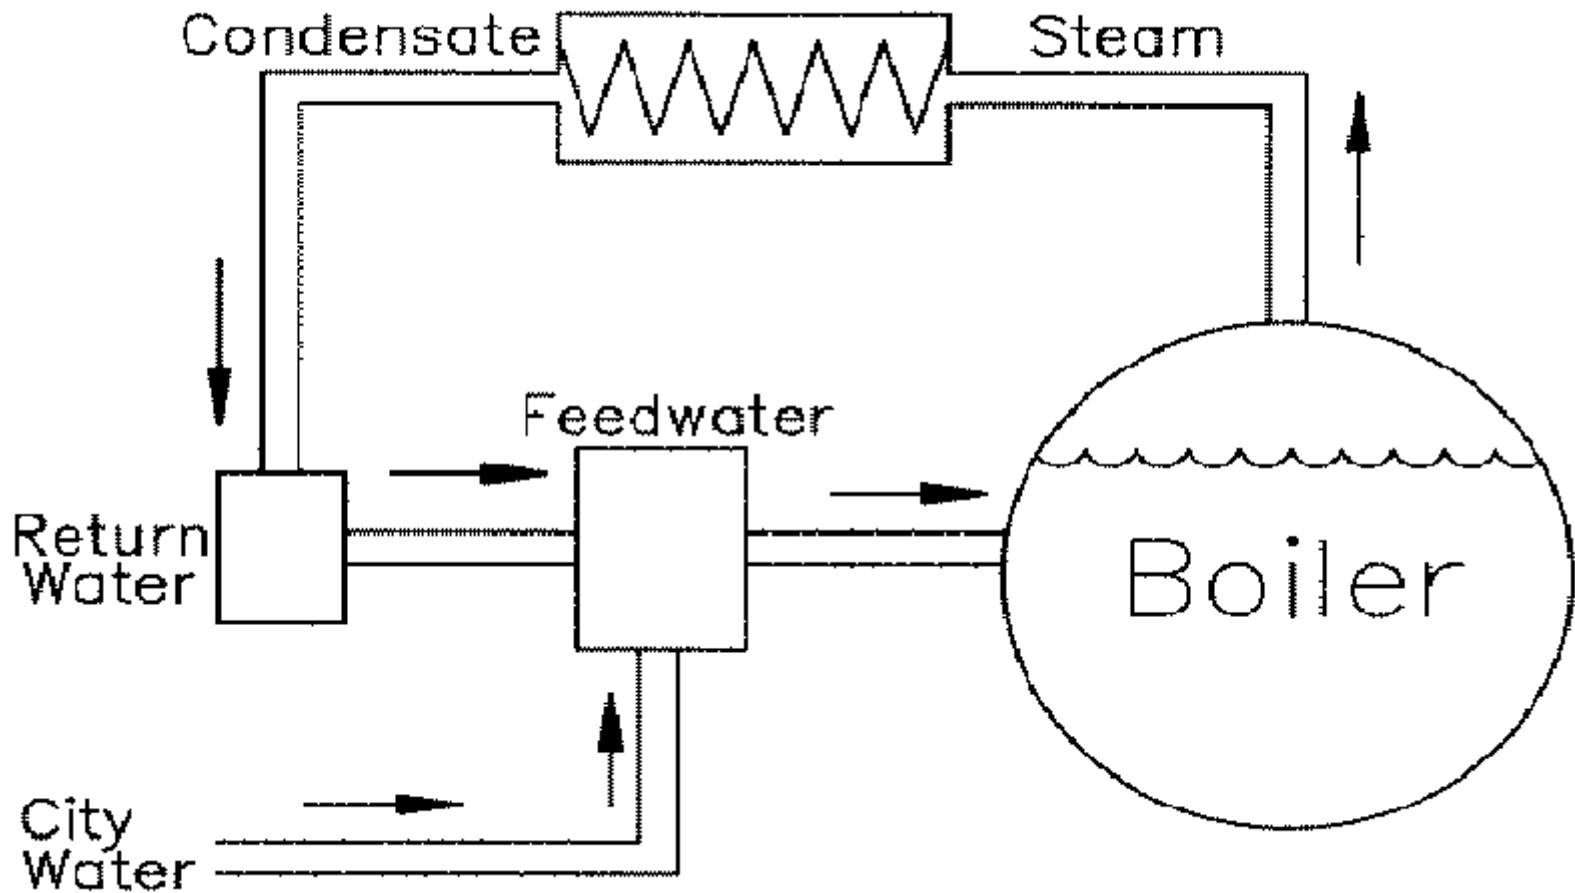 Condensate
Steam
Feedwater
Return
Water
Boiler
City
Water